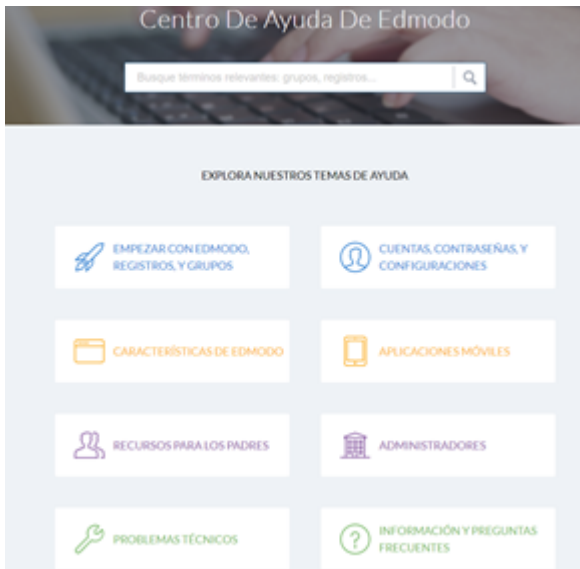 Centro De Ayuda De Edmodo
Busque términos relevantes: grupos, registros...
EXPLORA NUESTROS TEMAS DE AYUDA
EMPEZAR CON EDMODO,
REGISTROS, Y GRUPOS
CUENTAS, CONTRASEÑAS, Y
CONFIGURACIONES
CARACTERÍSTICAS DE EDMODO
APLICACIONES MÓVILES
RECURSOS PARA LOS PADRES
ADMINISTRADORES
PROBLEMAS TÉCNICOS
INFORMACIÓN Y PREGUNTAS
FRECUENTES